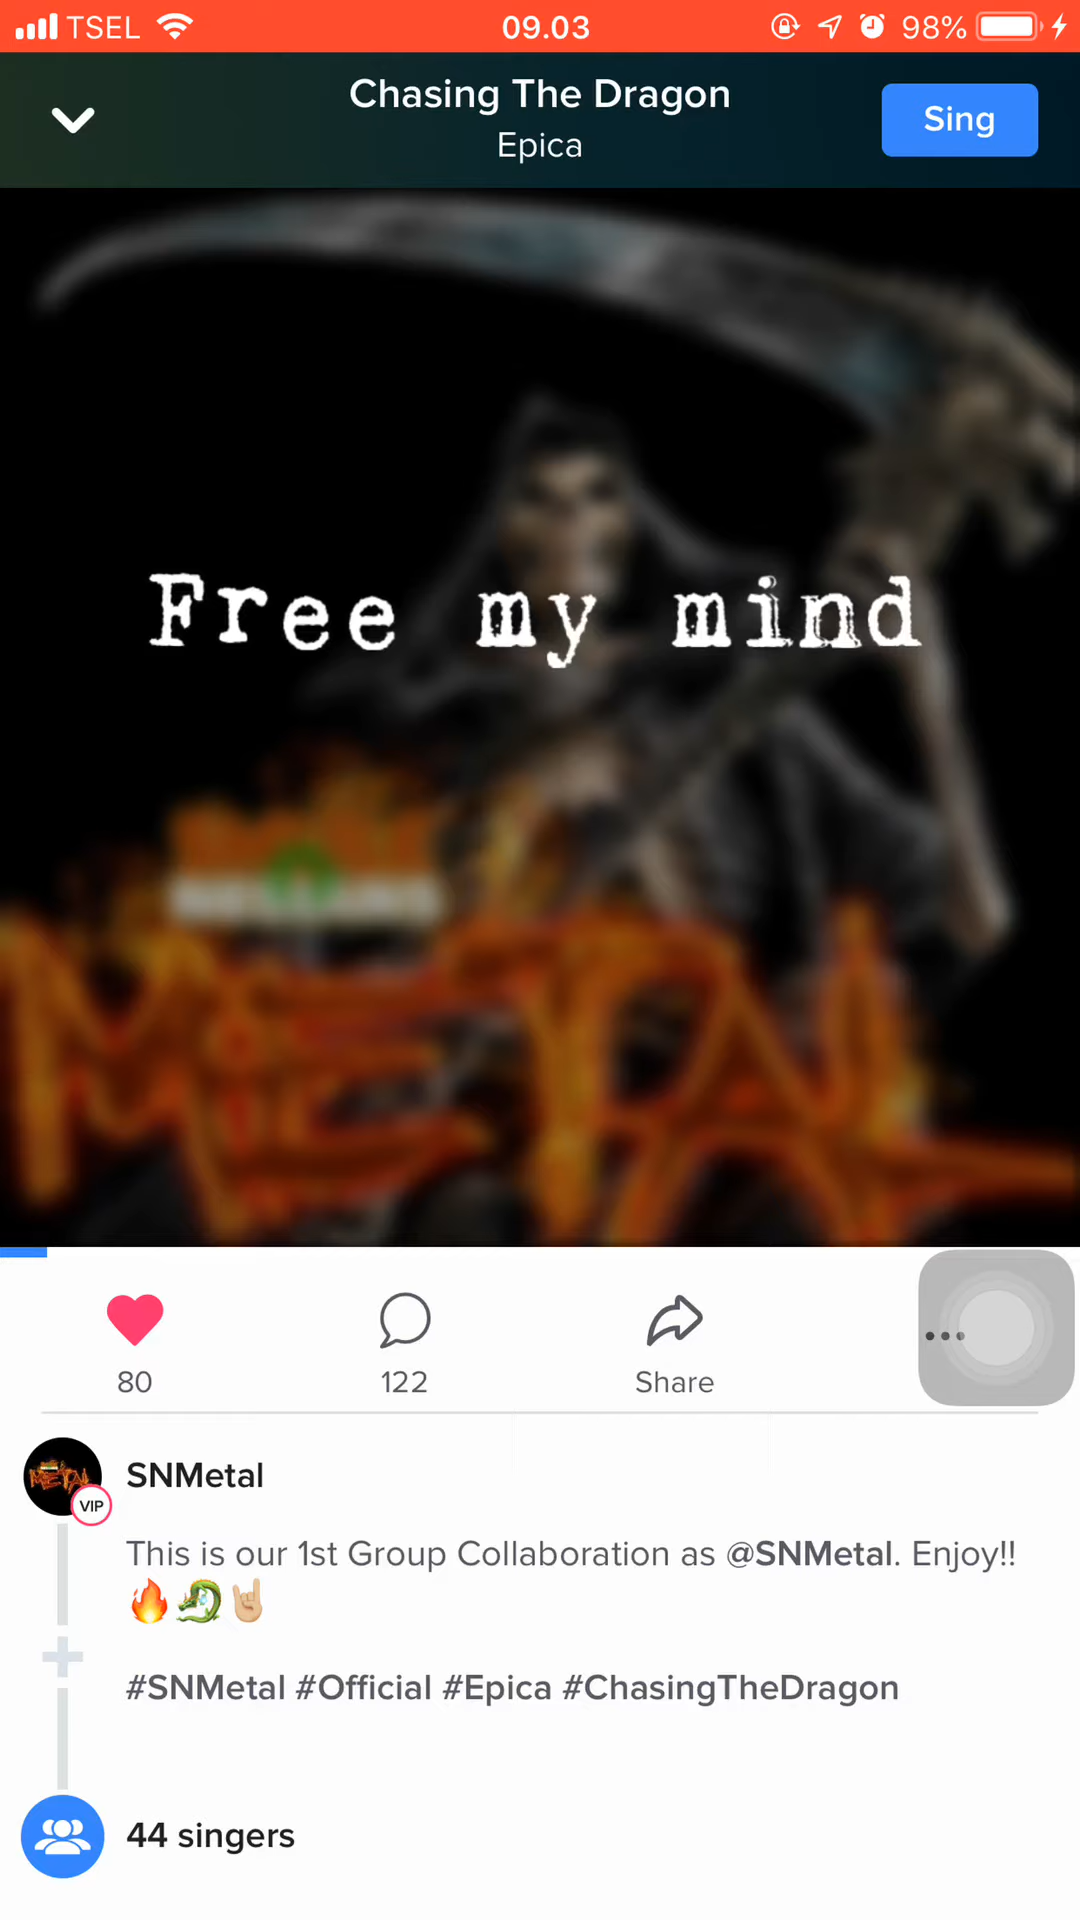 TSEL 09.03 98%
Chasing The Dragon
Epica
Sing
Free my mind
METAL
80 122 Share
SNMetal
VIP
This is our 1st Group Collaboration as @SNMetal. Enjoy!!
🔥🐉🤘🏼
#SNMetal #Official #Epica #ChasingTheDragon
44 singers